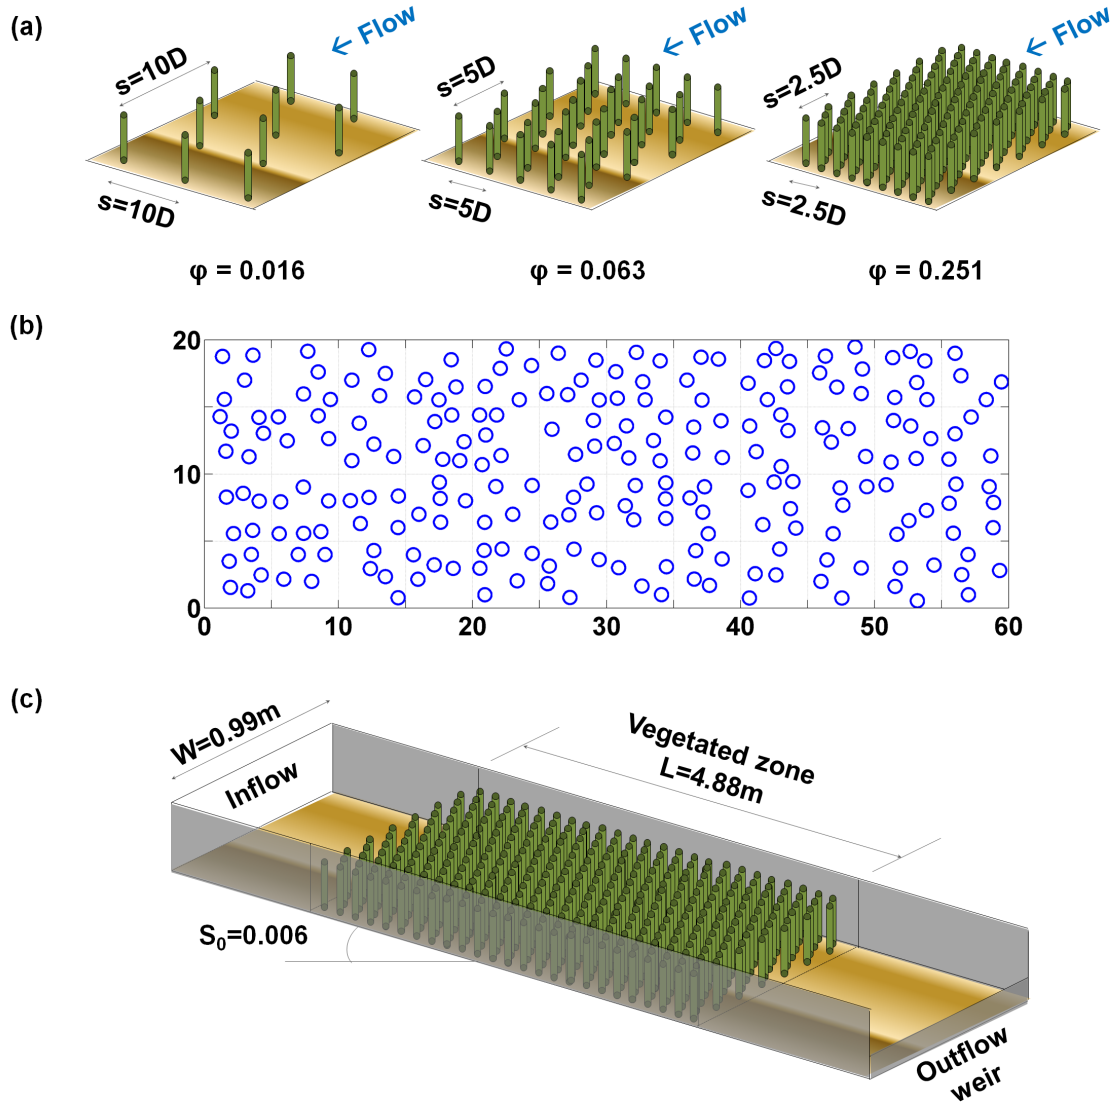 (a)
← Flow
← Flow
← Flow
s=10D
s=5D
s=2.5D
s=10D
s=5D
s=2.5D
φ = 0.016
φ = 0.063
φ = 0.251
(b)
20
10
0
0 10 20 30 40 50 60
(c)
W=0.99m
Inflow
Vegetated zone
L=4.88m
S₀=0.006
Outflow
weir